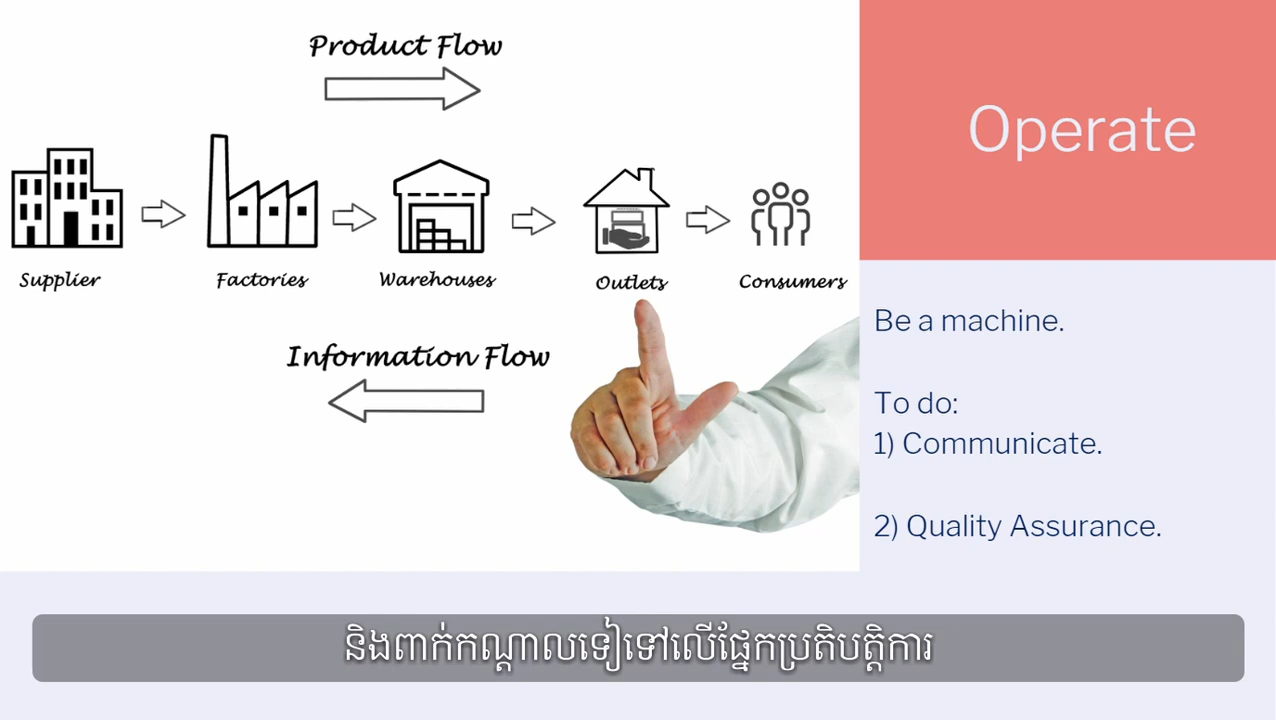 Product Flow
Supplier
Factories
Warehouses
Outlets
Consumers
Information Flow
Operate
Be a machine.
To do:
1) Communicate.
2) Quality Assurance.
និងពាក់កណ្តាលទៀតទៅលើផ្នែកប្រតិបត្តិការ